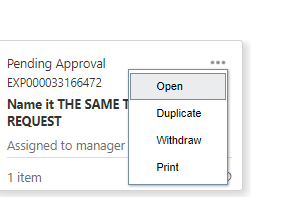 Pending Approval
EXP000033166472
Name it THE SAME
REQUEST
Assigned to manager
1 item
Open
Duplicate
Withdraw
Print